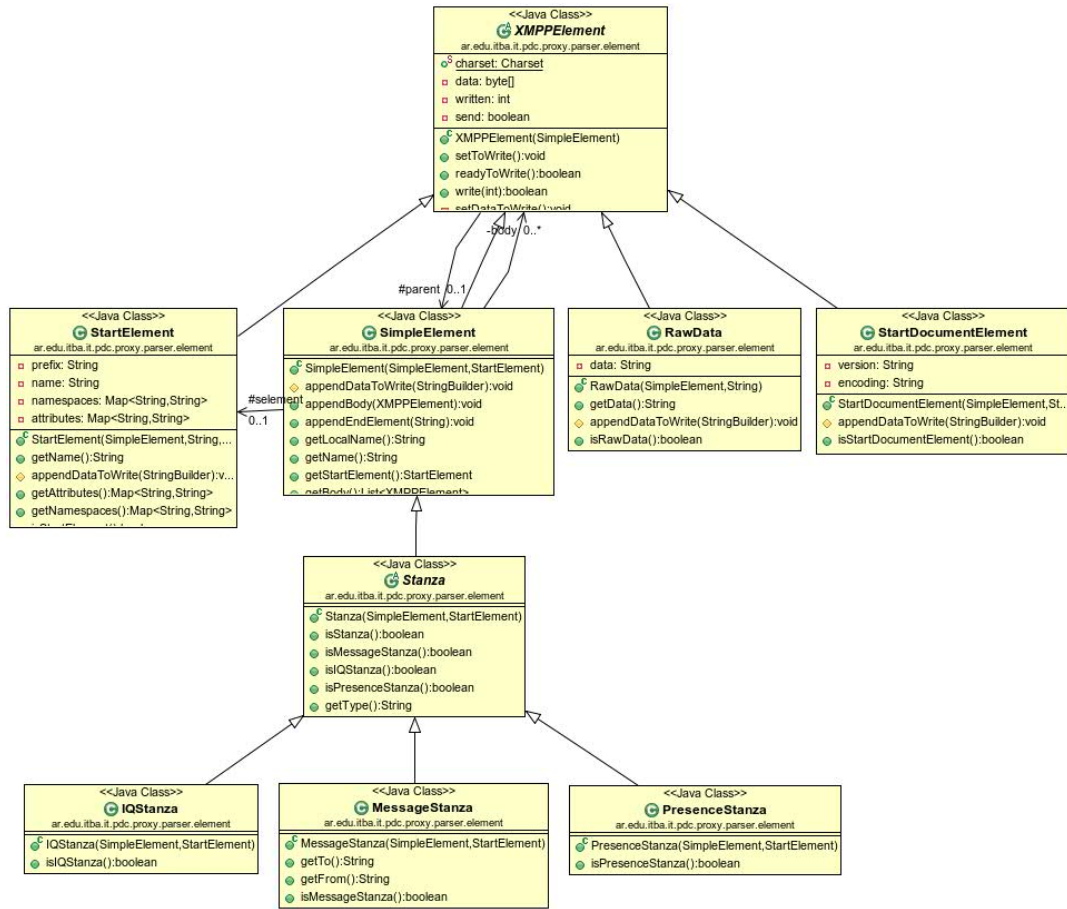 <<Java Class>>
XMPPElement
ar.edu.itba.it.pdc.proxy.parser.element
charset: Charset
data: byte[]
written: int
send: boolean
XMPPElement(SimpleElement)
setToWrite():void
readyToWrite():boolean
write(int):boolean
setDataToWrite():void
-body 0..*
#parent 0..1
<<Java Class>>
StartElement
ar.edu.itba.it.pdc.proxy.parser.element
prefix: String
name: String
namespaces: Map<String,String>
attributes: Map<String,String>
StartElement(SimpleElement,String,...
getName():String
appendDataToWrite(StringBuilder):v...
getAttributes():Map<String,String>
getNamespaces():Map<String,String>
isStartElement():boolean
#selement
0..1
<<Java Class>>
SimpleElement
ar.edu.itba.it.pdc.proxy.parser.element
SimpleElement(SimpleElement,StartElement)
appendDataToWrite(StringBuilder):void
appendBody(XMPPElement):void
appendEndElement(String):void
getLocalName():String
getName():String
getStartElement():StartElement
getBody():List<XMPPElement>
<<Java Class>>
RawData
ar.edu.itba.it.pdc.proxy.parser.element
data: String
RawData(SimpleElement,String)
getData():String
appendDataToWrite(StringBuilder):void
isRawData():boolean
<<Java Class>>
StartDocumentElement
ar.edu.itba.it.pdc.proxy.parser.element
version: String
encoding: String
StartDocumentElement(SimpleElement,St...
appendDataToWrite(StringBuilder):void
isStartDocumentElement():boolean
<<Java Class>>
Stanza
ar.edu.itba.it.pdc.proxy.parser.element
Stanza(SimpleElement,StartElement)
isStanza():boolean
isMessageStanza():boolean
isIQStanza():boolean
isPresenceStanza():boolean
getType():String
<<Java Class>>
IQStanza
ar.edu.itba.it.pdc.proxy.parser.element
IQStanza(SimpleElement,StartElement)
isIQStanza():boolean
<<Java Class>>
MessageStanza
ar.edu.itba.it.pdc.proxy.parser.element
MessageStanza(SimpleElement,StartElement)
getTo():String
getFrom():String
isMessageStanza():boolean
<<Java Class>>
PresenceStanza
ar.edu.itba.it.pdc.proxy.parser.element
PresenceStanza(SimpleElement,StartElement)
isPresenceStanza():boolean